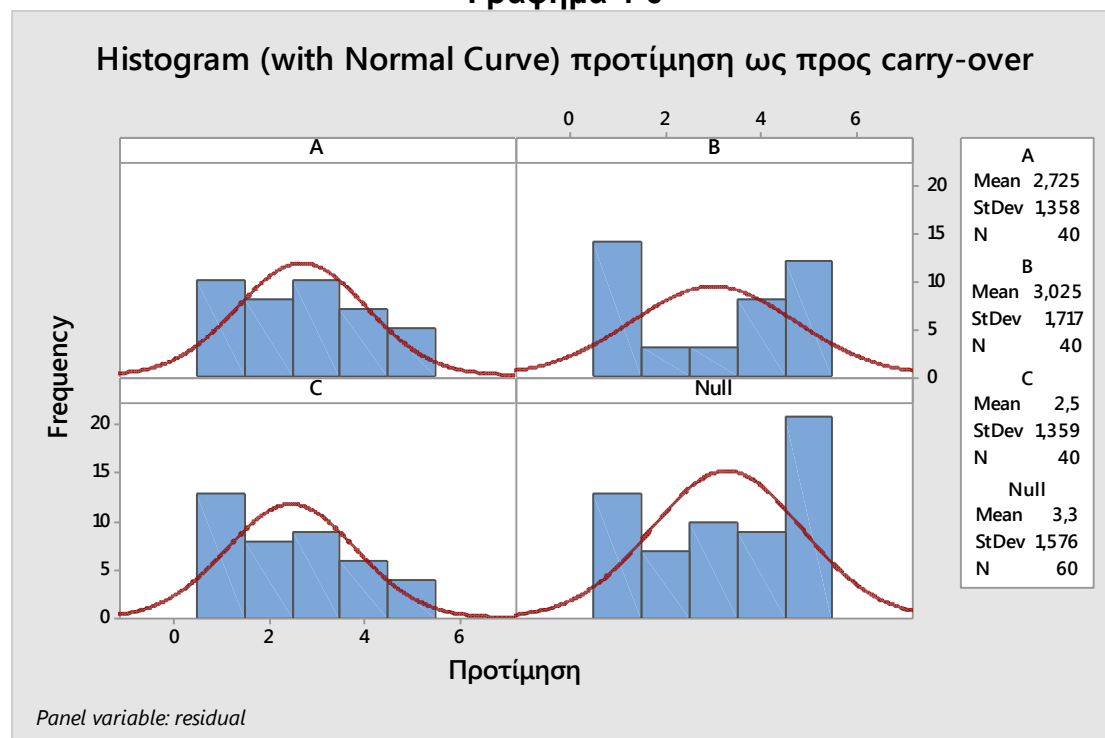 Histogram (with Normal Curve) προτίμηση ως προς carry-over
0 2 4 6
A B
20
15
10
5
0
C Null
20
15
10
5
0
0 2 4 6
Frequency
Προτίμηση
A
Mean 2,725
StDev 1,358
N 40
B
Mean 3,025
StDev 1,717
N 40
C
Mean 2,5
StDev 1,359
N 40
Null
Mean 3,3
StDev 1,576
N 60
Panel variable: residual